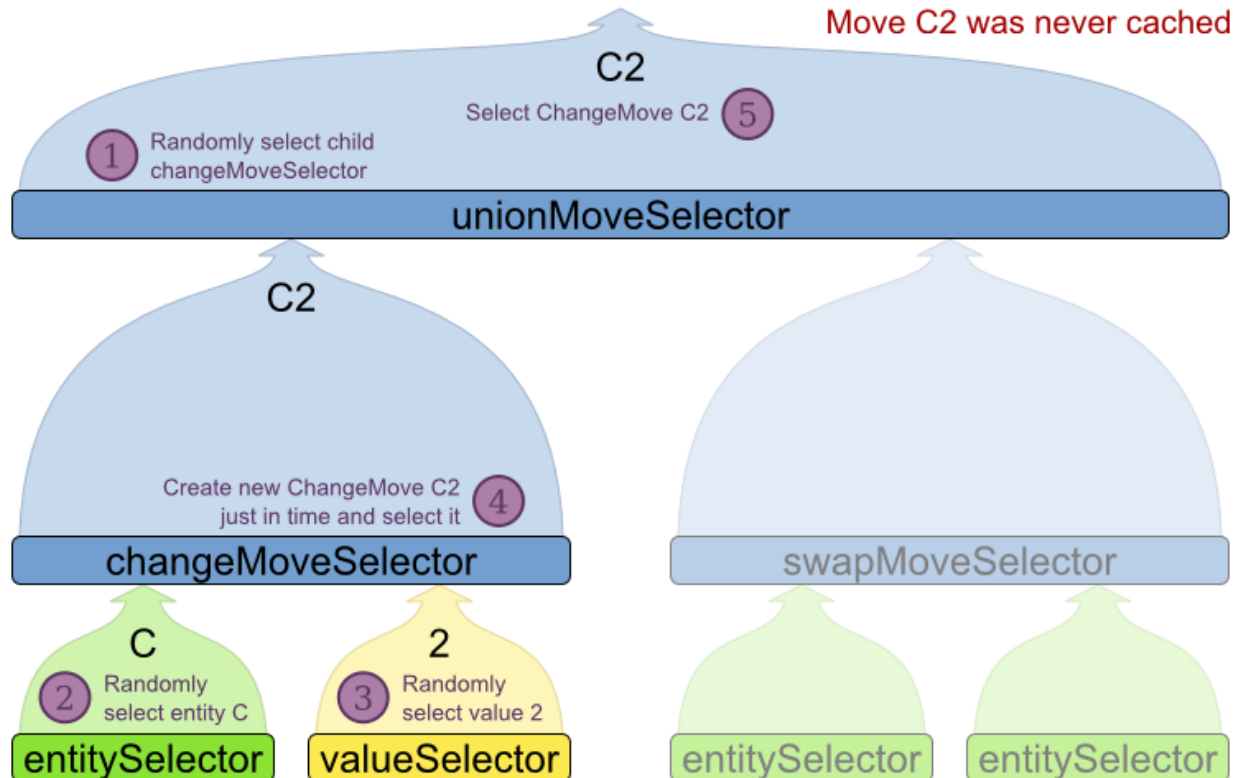 Move C2 was never cached
C2
Select ChangeMove C2 5
1 Randomly select child
changeMoveSelector
unionMoveSelector
C2
Create new ChangeMove C2
just in time and select it
4
changeMoveSelector
swapMoveSelector
C
2
2 Randomly
select entity C
3 Randomly
select value 2
entitySelector
valueSelector
entitySelector
entitySelector